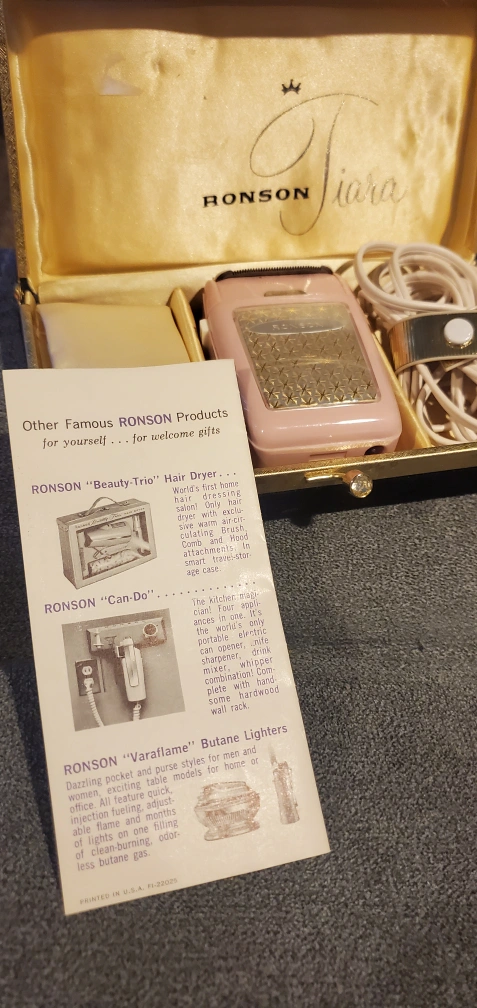 RONSON Tiara
RONSON
Other Famous RONSON Products
for yourself . . . for welcome gifts
RONSON "Beauty-Trio" Hair Dryer . . .
World's first home
hair dressing
salon! Only hair
dryer with exclu-
sive warm air-cir-
culating Brush,
Comb and Hood
attachments. In
smart travel-stor-
age case.
RONSON "Can-Do" . . . . . . . . . . . . . .
The kitchen magi-
cian! Four appli-
ances in one. It's
the world's only
portable electric
can opener, knife
sharpener, drink
mixer, whipper
combination! Com-
plete with hand-
some hardwood
wall rack.
RONSON "Varaflame" Butane Lighters
Dazzling pocket and purse styles for men and
women, exciting table models for home or
office. All feature quick,
injection fueling, adjust-
able flame and months
of lights on one filling
of clean-burning, odor-
less butane gas.
PRINTED IN U.S.A.